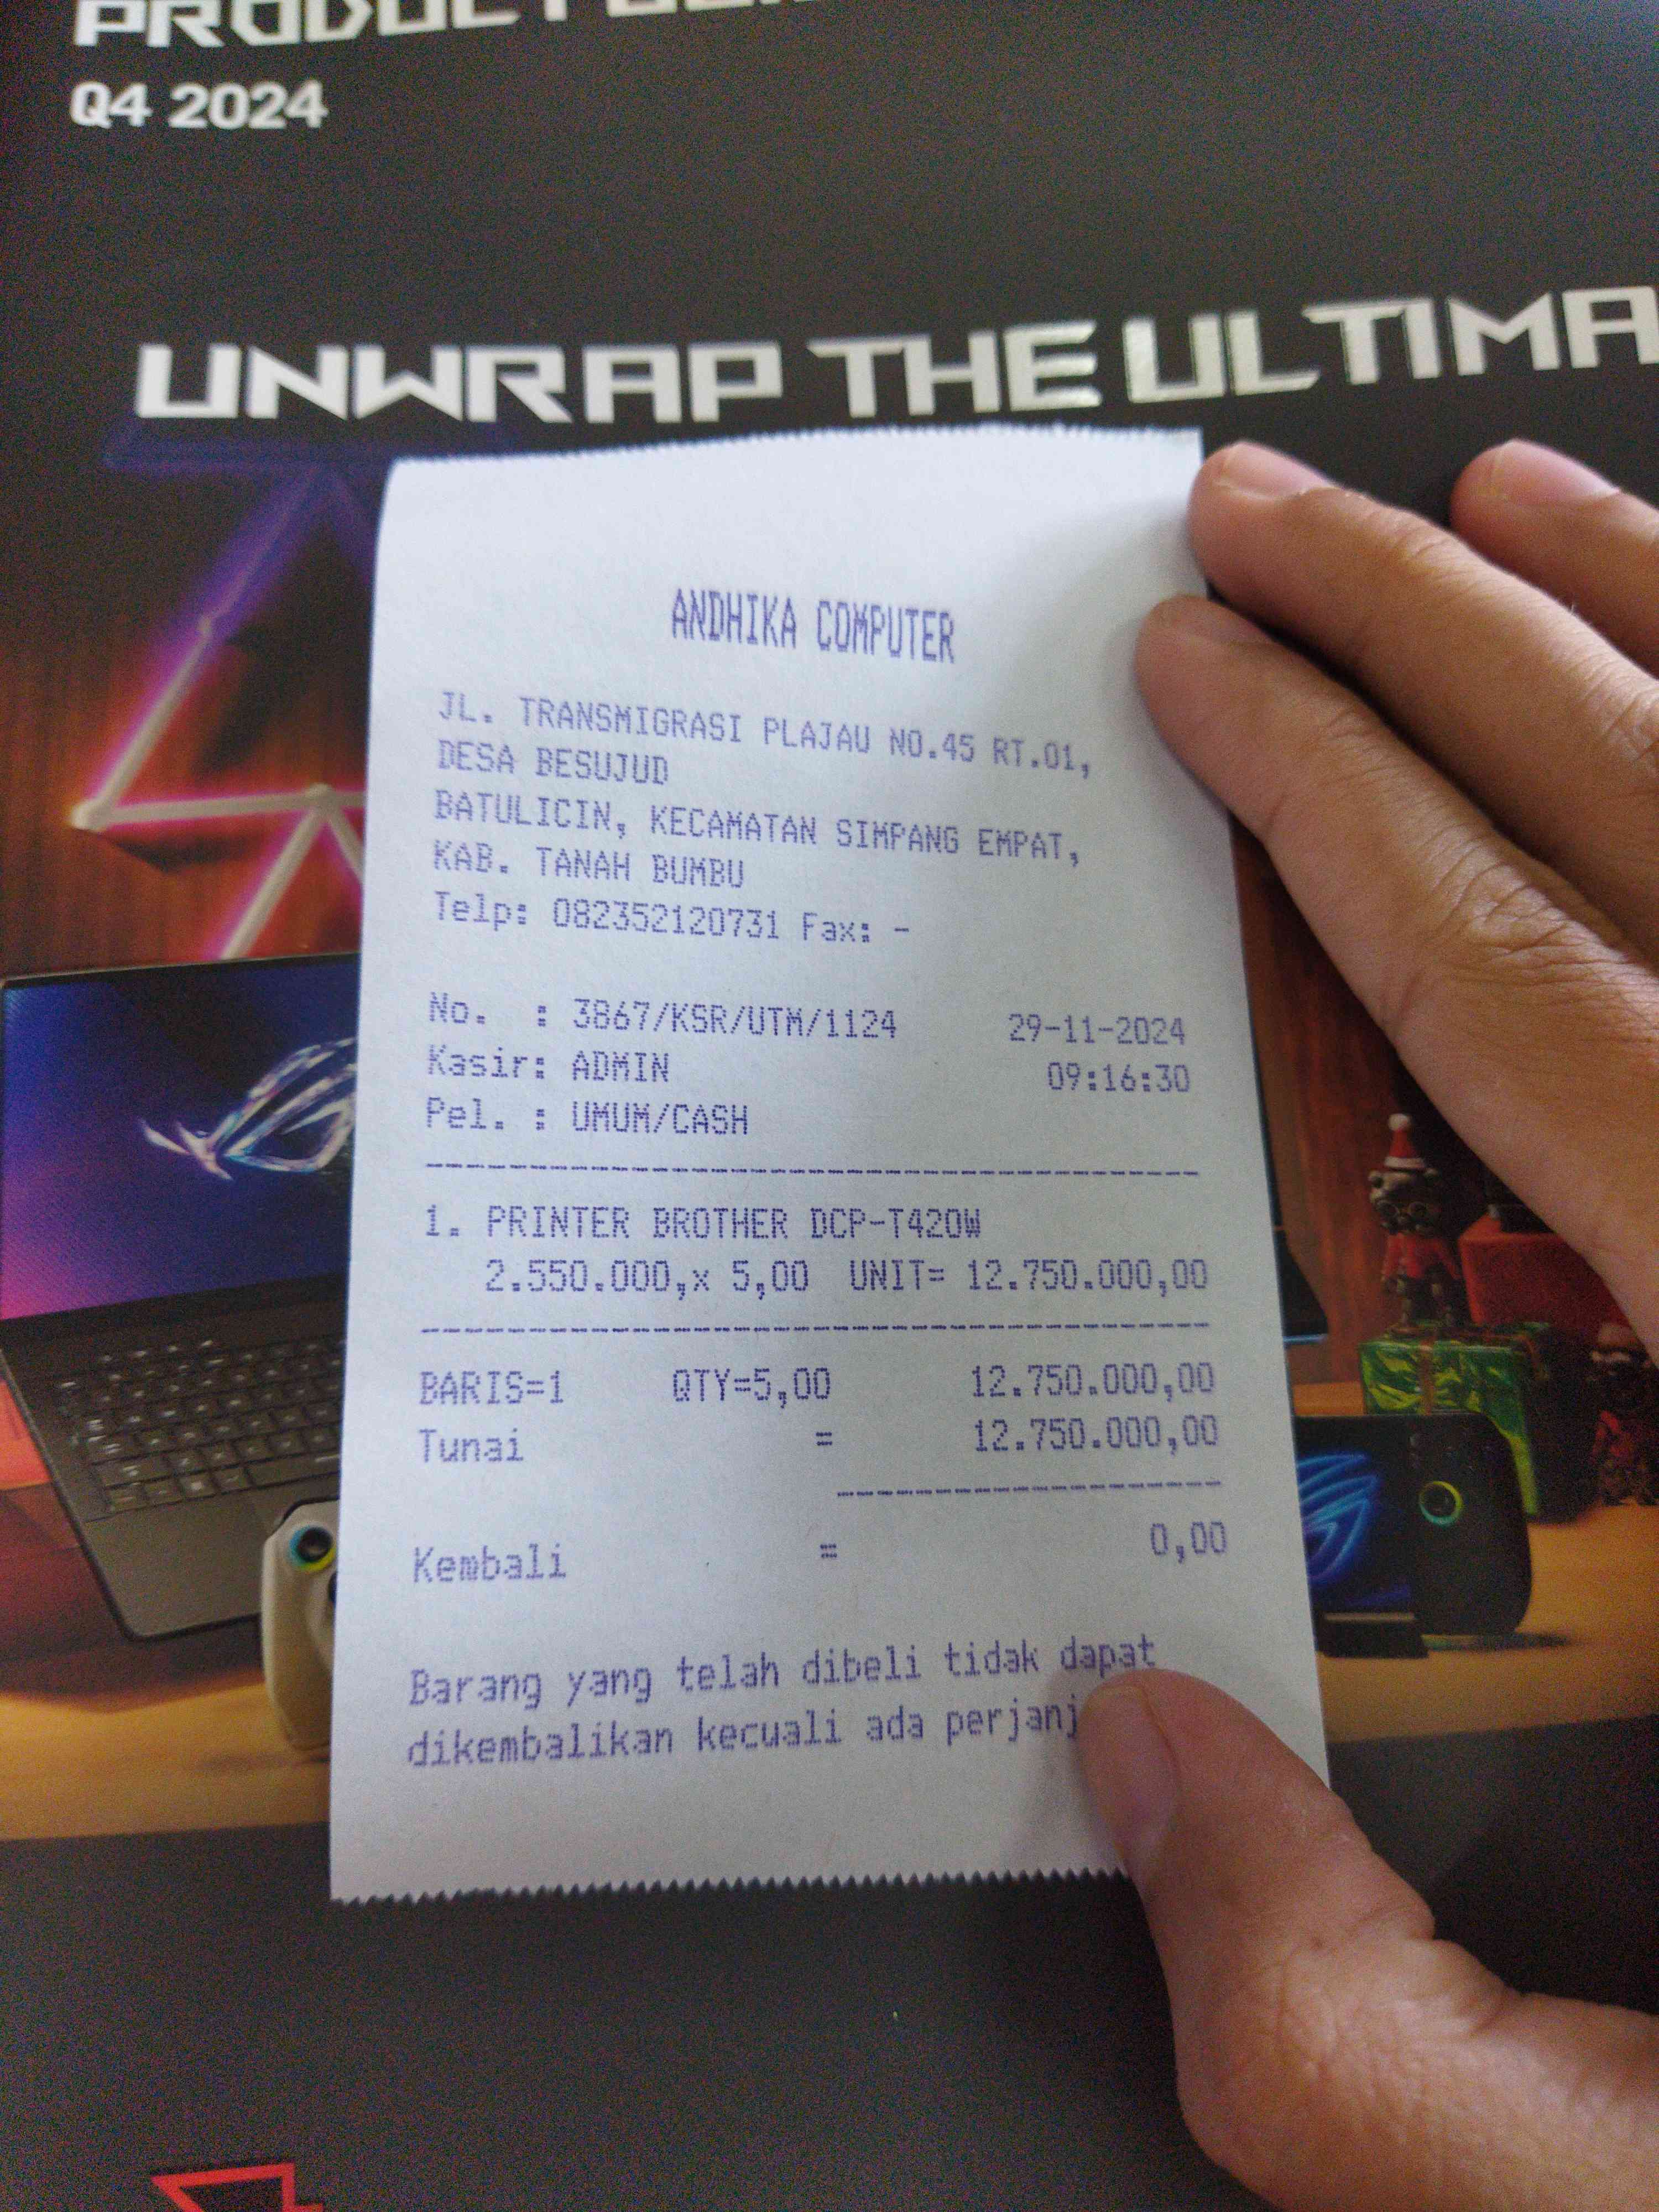 Q4 2024
UNWRAP THE
ANDHIKA COMPUTER
JL. TRANSMIGRASI PLAJAU NO.45 RT.01,
DESA BESUJUD
BATULICIN, KECAMATAN SIMPANG EMPAT,
KAB. TANAH BUMBU
Telp: 082352120731 Fax: -
No. : 3867/KSR/UTM/1124 29-11-2024
Kasir: ADMIN 09:16:30
Pel. : UMUM/CASH
1. PRINTER BROTHER DCP-T420W
2.550.000,x 5,00 UNIT= 12.750.000,00
BARIS=1 QTY=5,00 12.750.000,00
Tunai = 12.750.000,00
Kembali = 0,00
Barang yang telah dibeli tidak dapat
dikembalikan kecuali ada